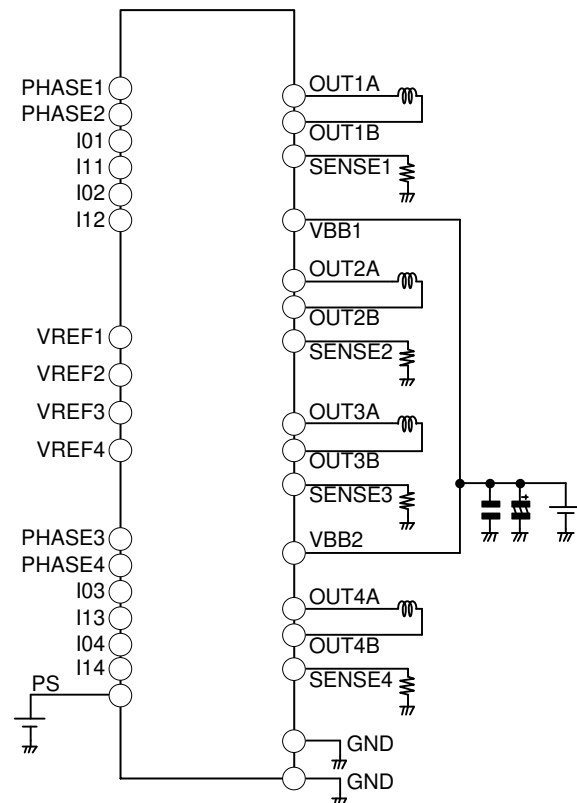 PHASE1
PHASE2
I01
I11
I02
I12
VREF1
VREF2
VREF3
VREF4
PHASE3
PHASE4
I03
I13
I04
I14
PS
OUT1A
OUT1B
SENSE1
VBB1
OUT2A
OUT2B
SENSE2
OUT3A
OUT3B
SENSE3
VBB2
OUT4A
OUT4B
SENSE4
GND
GND
+